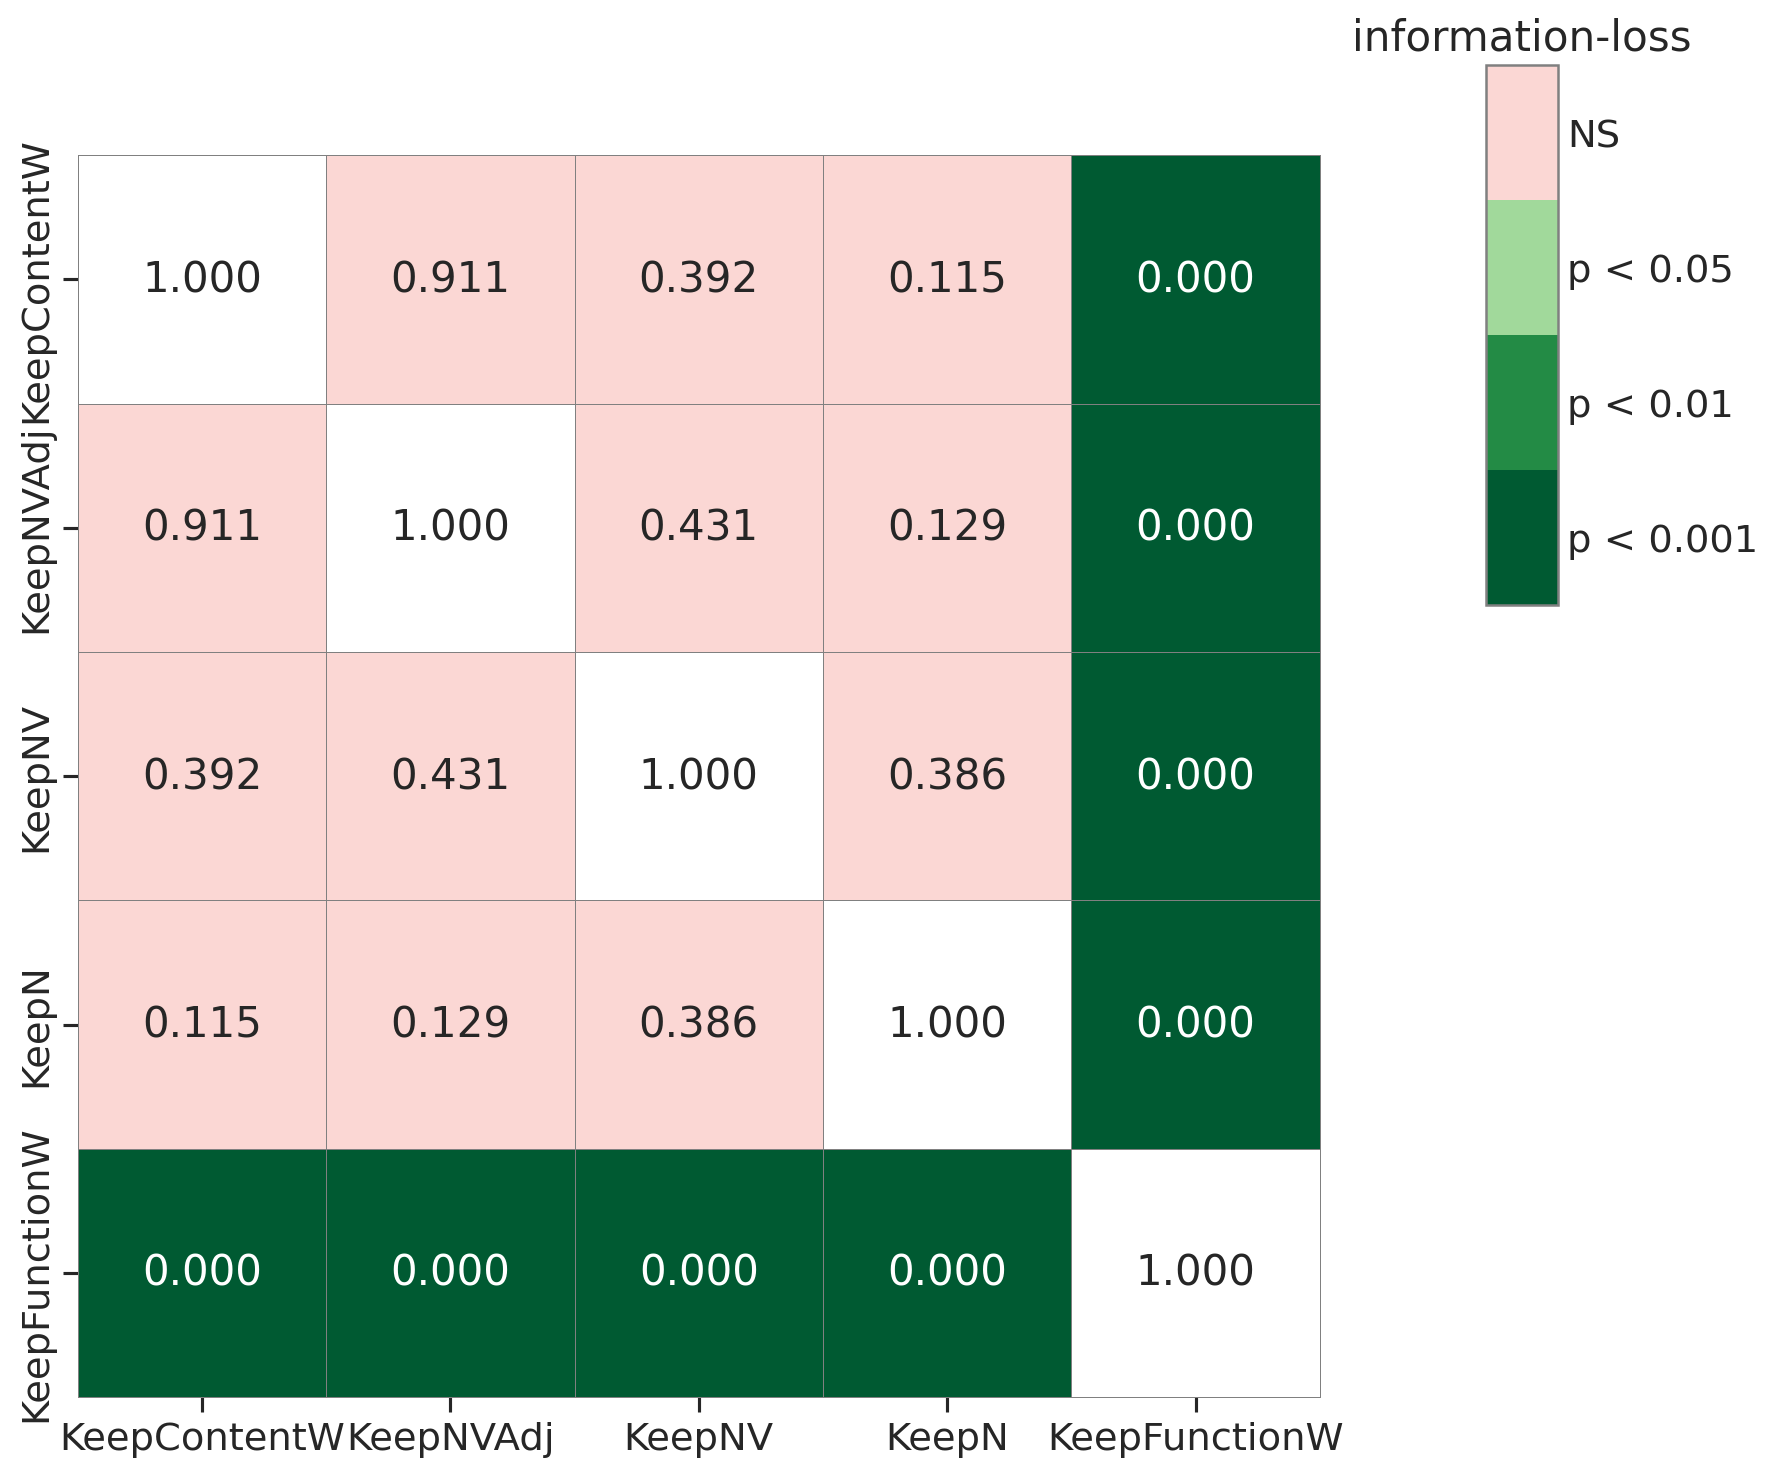 information-loss
NS
p < 0.05
p < 0.01
p < 0.001
KeepContentW
1.000 0.911 0.392 0.115 0.000
KeepNVAdj
0.911 1.000 0.431 0.129 0.000
KeepNV
0.392 0.431 1.000 0.386 0.000
KeepN
0.115 0.129 0.386 1.000 0.000
KeepFunctionW
0.000 0.000 0.000 0.000 1.000
KeepContentW KeepNVAdj KeepNV KeepN KeepFunctionW